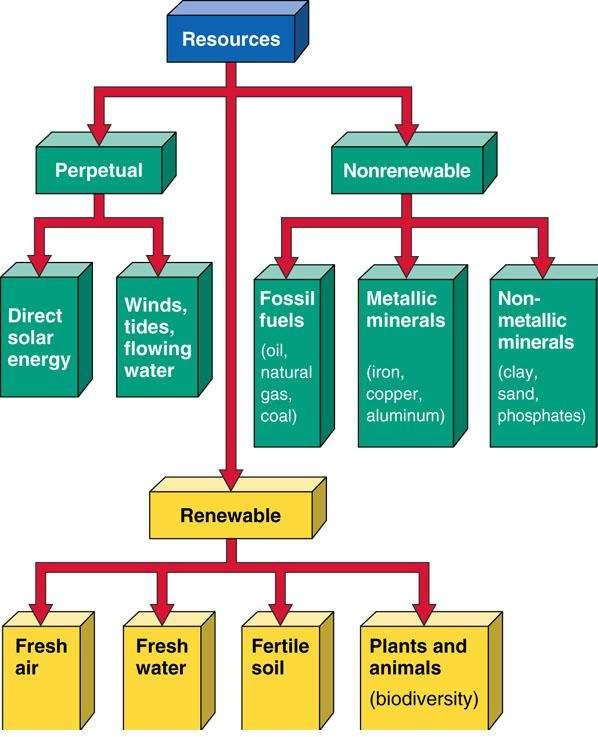 Resources
Perpetual
Nonrenewable
Direct
solar
energy
Winds,
tides,
flowing
water
Fossil
fuels
(oil,
natural
gas,
coal)
Metallic
minerals
(iron,
copper,
aluminum)
Non-
metallic
minerals
(clay,
sand,
phosphates)
Renewable
Fresh
air
Fresh
water
Fertile
soil
Plants and
animals
(biodiversity)